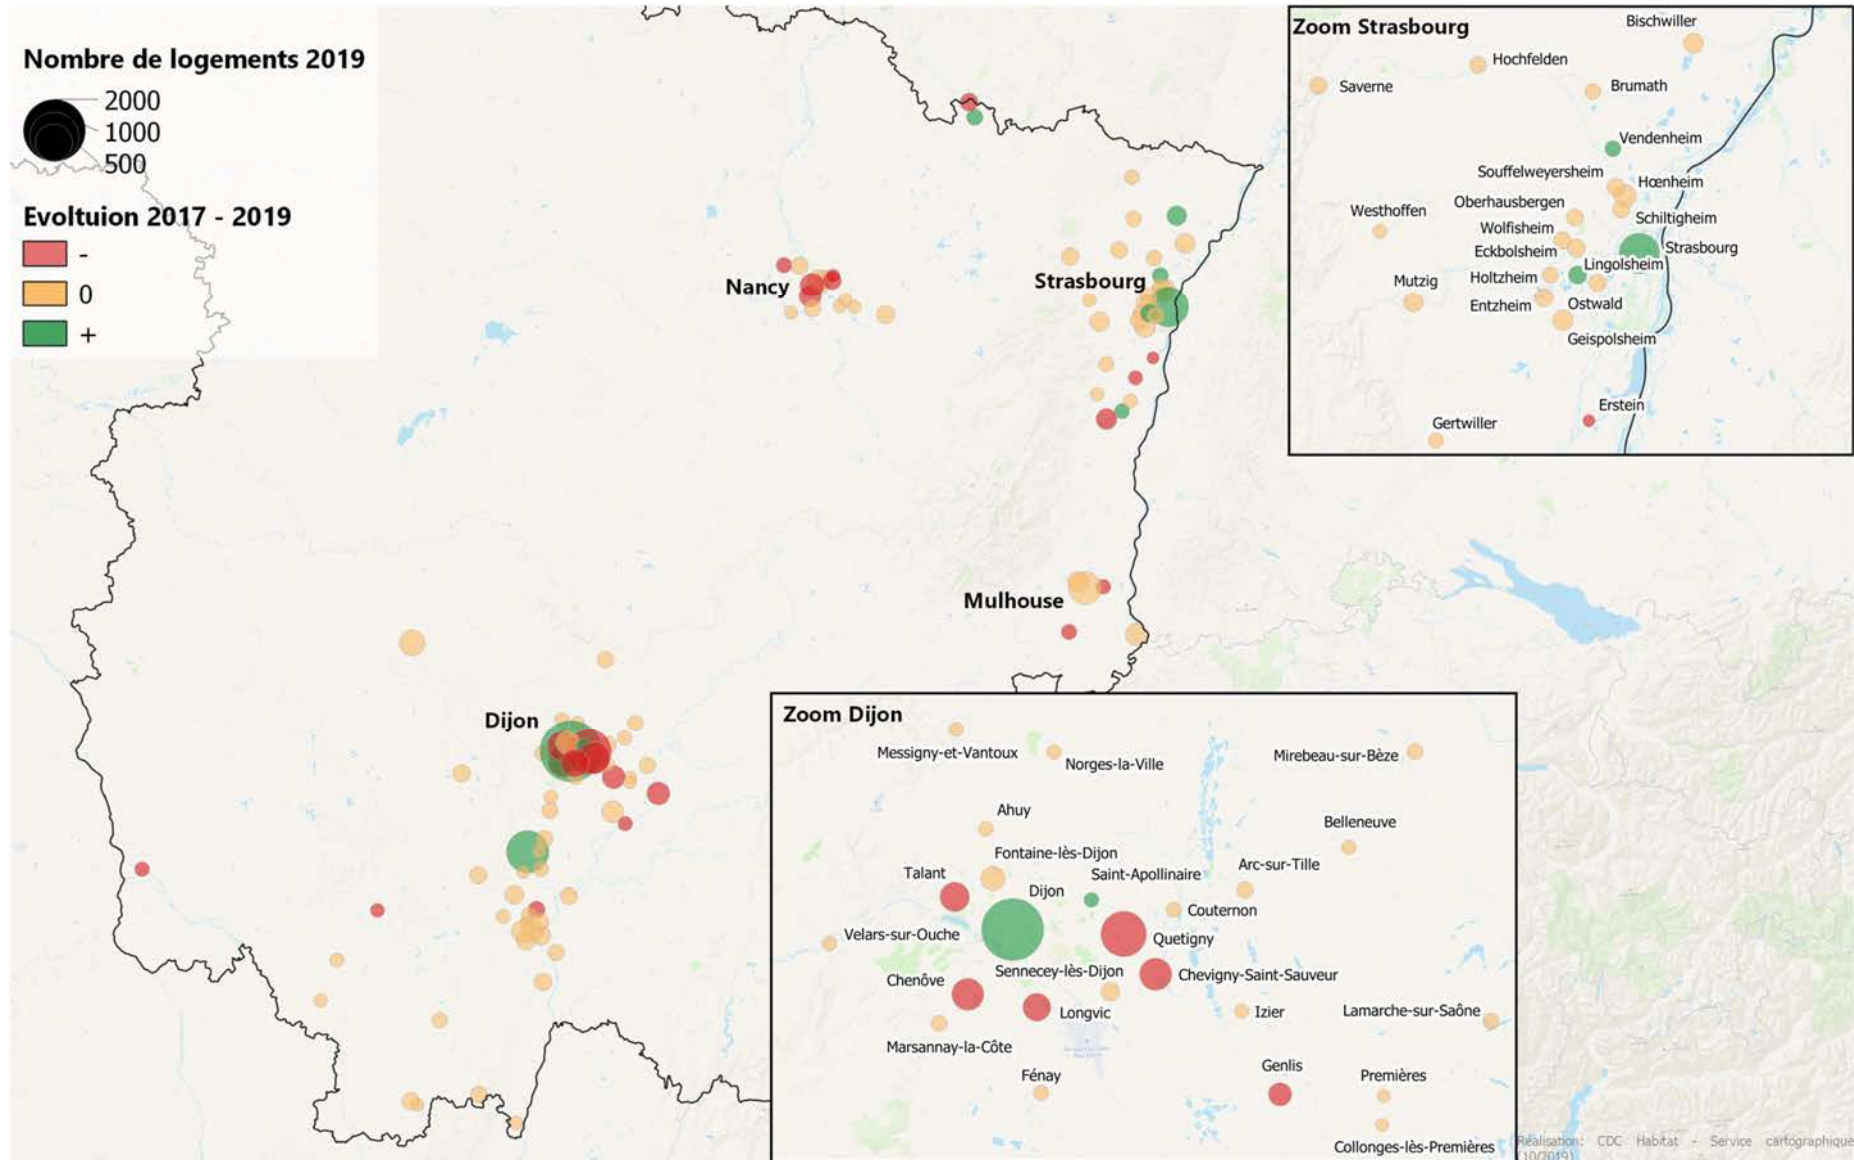 Nombre de logements 2019
2000
1000
500
Evoltuion 2017 - 2019
-
0
+
Nancy
Strasbourg
Mulhouse
Dijon
Zoom Strasbourg
Bischwiller
Hochfelden
Saverne
Brumath
Vendenheim
Souffelweyersheim
Hœnheim
Oberhausbergen
Westhoffen
Schiltigheim
Wolfisheim
Eckbolsheim
Strasbourg
Lingolsheim
Holtzheim
Mutzig
Entzheim
Ostwald
Geispolsheim
Erstein
Gertwiller
Zoom Dijon
Messigny-et-Vantoux
Norges-la-Ville
Mirebeau-sur-Bèze
Ahuy
Belleneuve
Fontaine-lès-Dijon
Arc-sur-Tille
Talant
Saint-Apollinaire
Dijon
Couternon
Velars-sur-Ouche
Quetigny
Sennecey-lès-Dijon
Chevigny-Saint-Sauveur
Chenôve
Longvic
Izier
Lamarche-sur-Saône
Marsannay-la-Côte
Genlis
Fénay
Premières
Collonges-lès-Premières
Réalisation: CDC Habitat - Service cartographique
(10/2019)